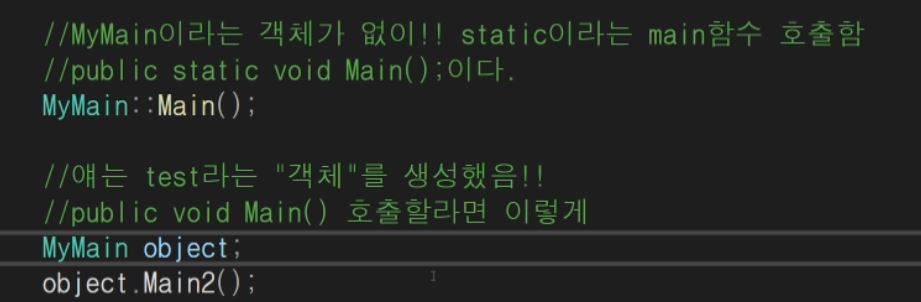 //MyMain이라는 객체가 없이!! static이라는 main함수 호출함
//public static void Main();이다.
MyMain::Main();
//얘는 test라는 "객체"를 생성했음!!
//public void Main() 호출할라면 이렇게
MyMain object;
object.Main2();